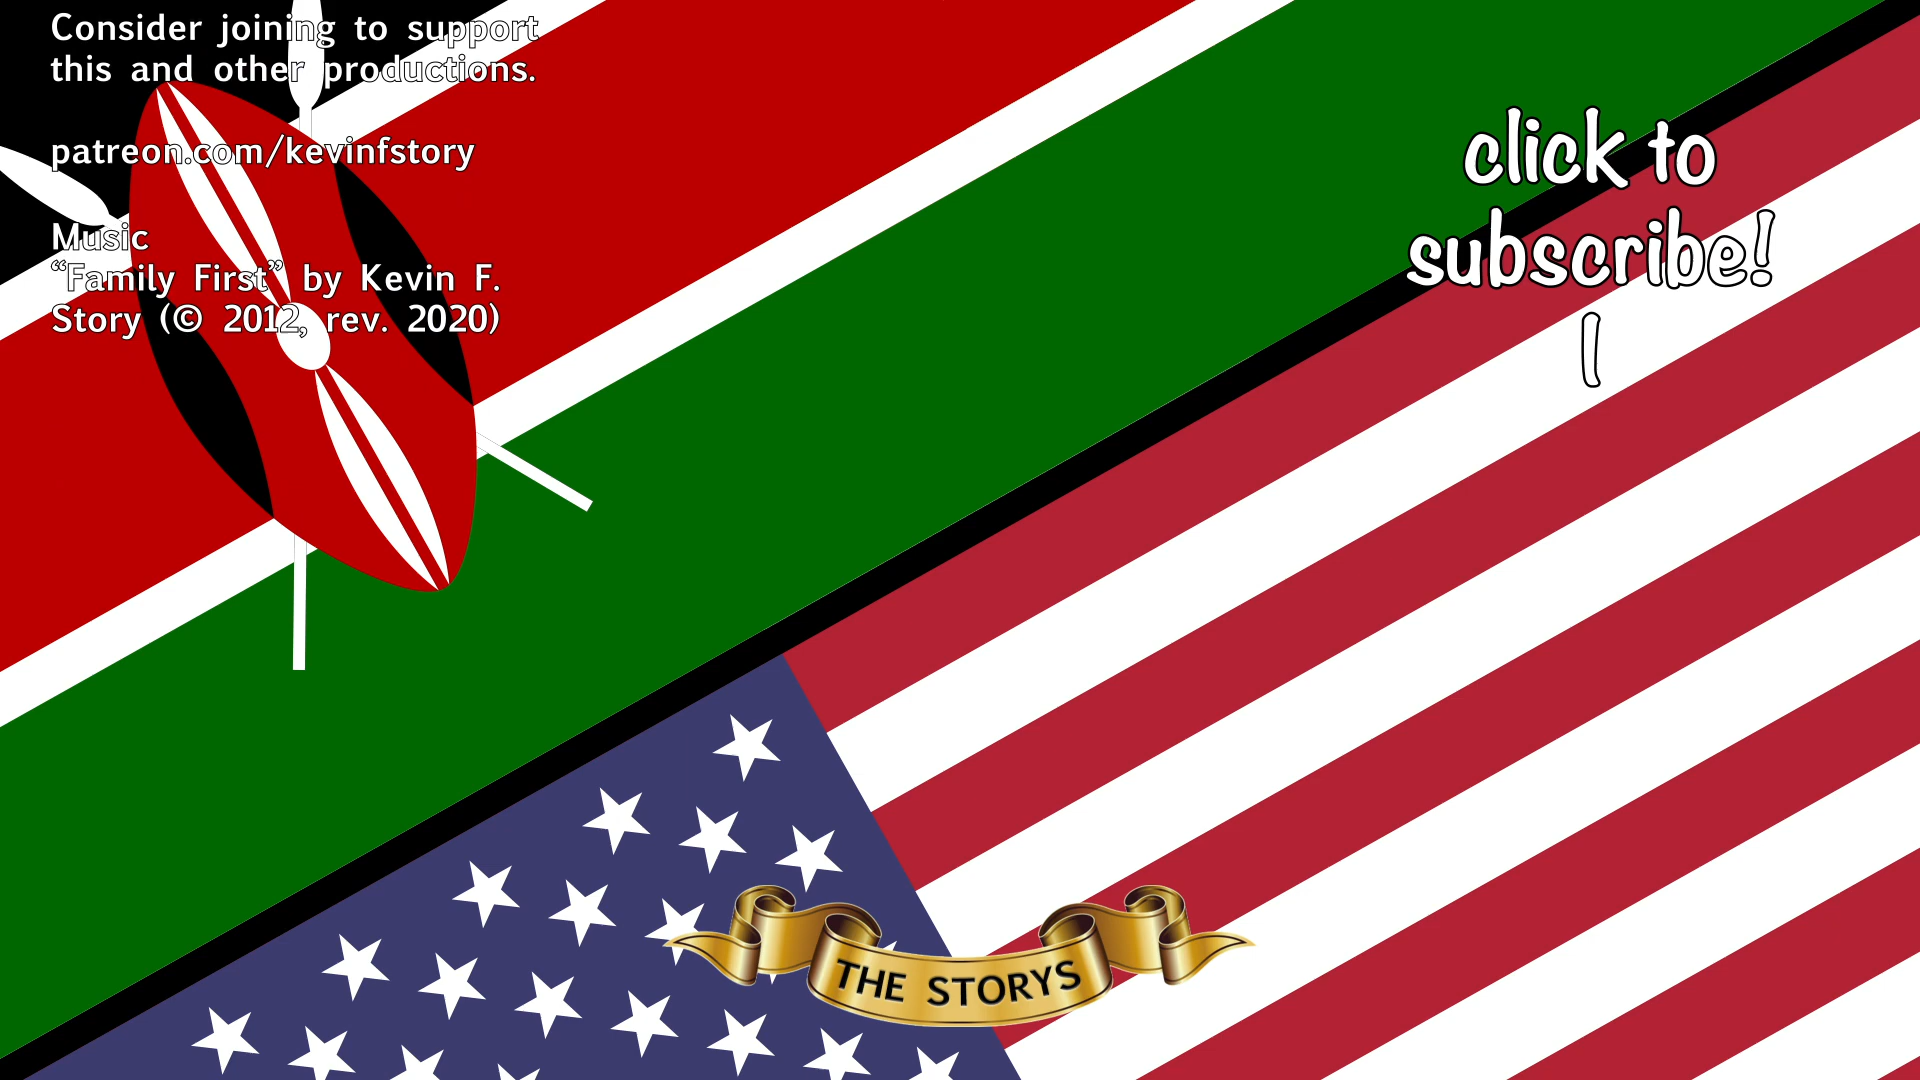 Consider joining to support
this and other productions.
patreon.com/kevinfstory
Music
“Family First” by Kevin F.
Story (© 2012, rev. 2020)
click to
subscribe!
|
THE STORYS